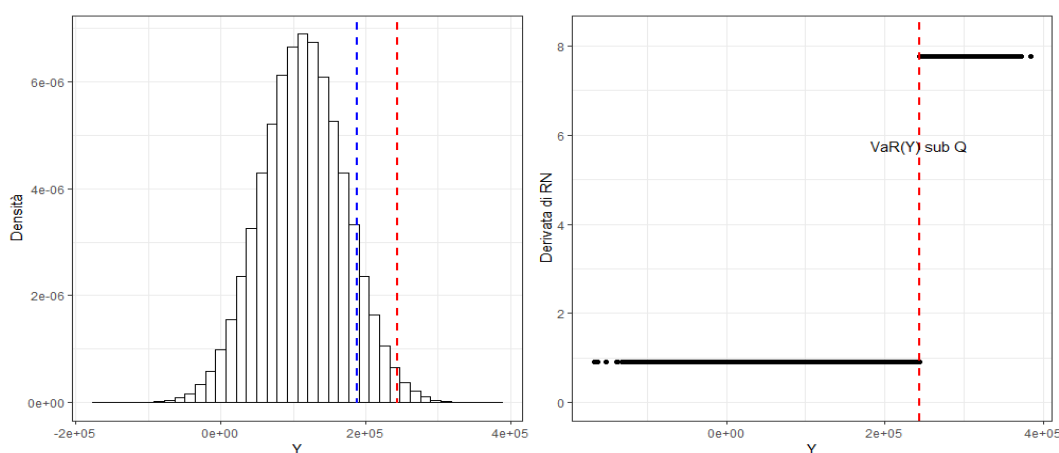 Densità
6e-06
4e-06
2e-06
0e+00
-2e+05
0e+00
2e+05
4e+05
Y
Derivata di RN
8
6
4
2
0
VaR(Y) sub Q
0e+00
2e+05
4e+05
Y